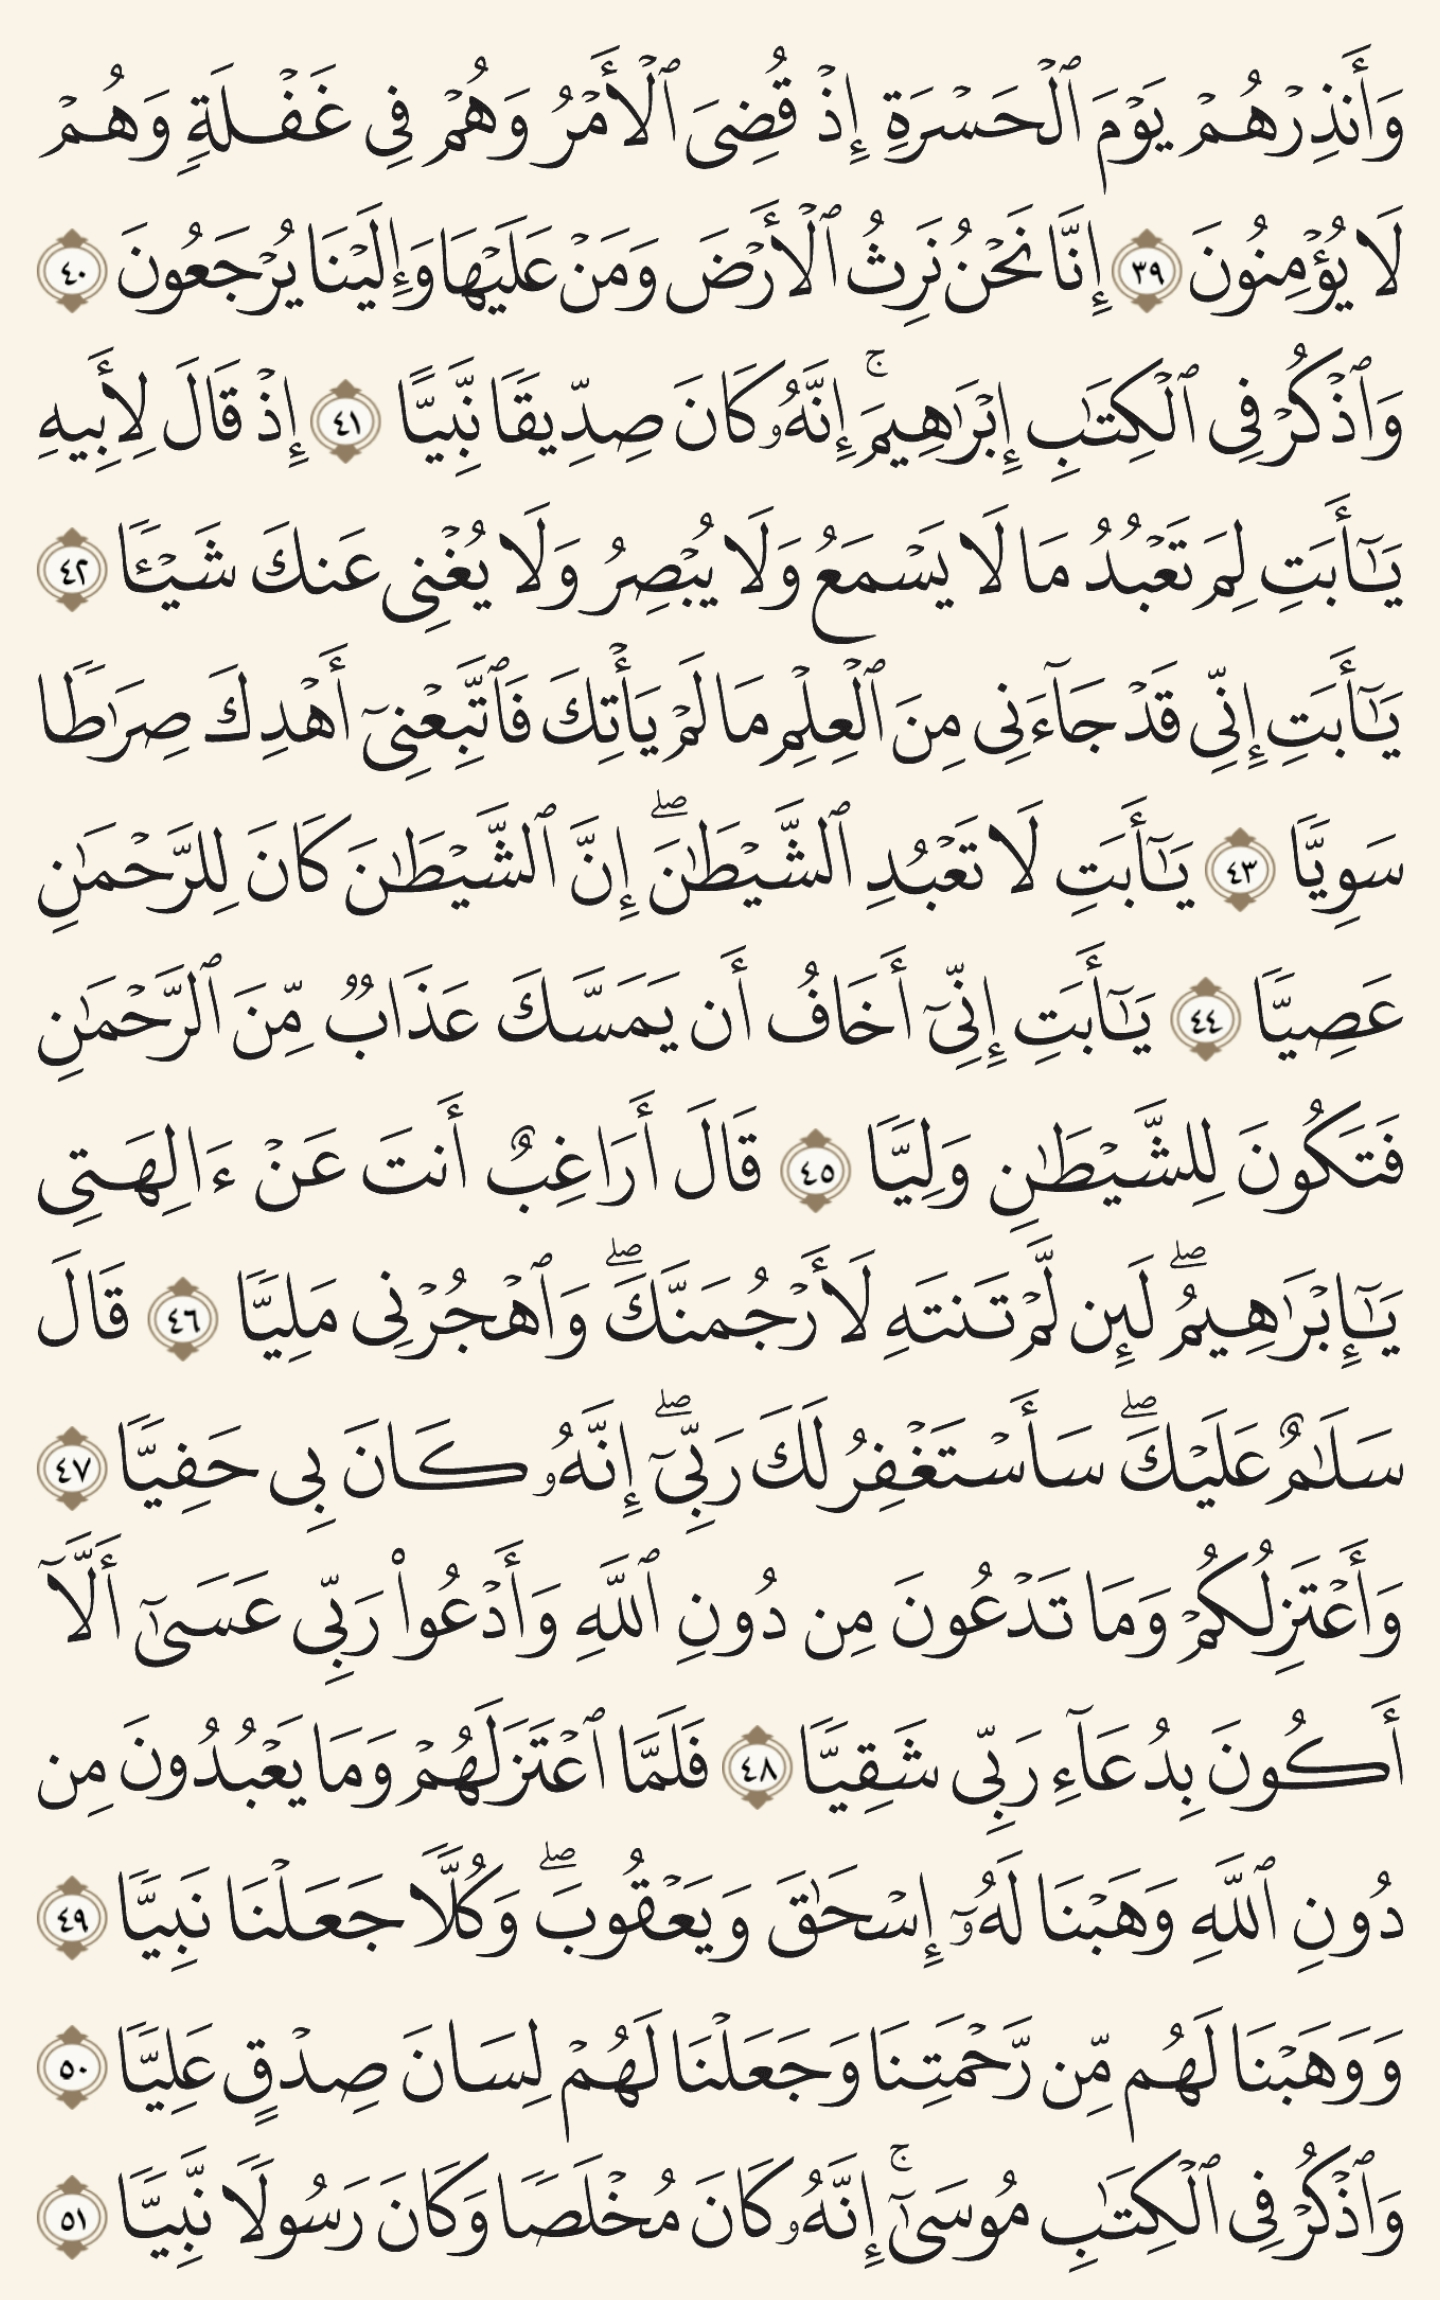 وَأَنذِرْهُمْ يَوْمَ ٱلْحَسْرَةِ إِذْ قُضِىَ ٱلْأَمْرُ وَهُمْ فِى غَفْلَةٍ وَهُمْ
لَا يُؤْمِنُونَ ٣٩ إِنَّا نَحْنُ نَرِثُ ٱلْأَرْضَ وَمَنْ عَلَيْهَا وَإِلَيْنَا يُرْجَعُونَ ٤٠
وَٱذْكُرْ فِى ٱلْكِتَٰبِ إِبْرَٰهِيمَ ۚ إِنَّهُۥ كَانَ صِدِّيقًا نَّبِيًّا ٤١ إِذْ قَالَ لِأَبِيهِ
يَٰٓأَبَتِ لِمَ تَعْبُدُ مَا لَا يَسْمَعُ وَلَا يُبْصِرُ وَلَا يُغْنِى عَنكَ شَيْـًٔا ٤٢
يَٰٓأَبَتِ إِنِّى قَدْ جَآءَنِى مِنَ ٱلْعِلْمِ مَا لَمْ يَأْتِكَ فَٱتَّبِعْنِىٓ أَهْدِكَ صِرَٰطًا
سَوِيًّا ٤٣ يَٰٓأَبَتِ لَا تَعْبُدِ ٱلشَّيْطَٰنَ ۖ إِنَّ ٱلشَّيْطَٰنَ كَانَ لِلرَّحْمَٰنِ
عَصِيًّا ٤٤ يَٰٓأَبَتِ إِنِّىٓ أَخَافُ أَن يَمَسَّكَ عَذَابٌ مِّنَ ٱلرَّحْمَٰنِ
فَتَكُونَ لِلشَّيْطَٰنِ وَلِيًّا ٤٥ قَالَ أَرَاغِبٌ أَنتَ عَنْ ءَالِهَتِى
يَٰٓإِبْرَٰهِيمُ ۖ لَئِن لَّمْ تَنتَهِ لَأَرْجُمَنَّكَ ۖ وَٱهْجُرْنِى مَلِيًّا ٤٦ قَالَ
سَلَٰمٌ عَلَيْكَ ۖ سَأَسْتَغْفِرُ لَكَ رَبِّىٓ ۖ إِنَّهُۥ كَانَ بِى حَفِيًّا ٤٧
وَأَعْتَزِلُكُمْ وَمَا تَدْعُونَ مِن دُونِ ٱللَّهِ وَأَدْعُوا۟ رَبِّى عَسَىٰٓ أَلَّآ
أَكُونَ بِدُعَآءِ رَبِّى شَقِيًّا ٤٨ فَلَمَّا ٱعْتَزَلَهُمْ وَمَا يَعْبُدُونَ مِن
دُونِ ٱللَّهِ وَهَبْنَا لَهُۥٓ إِسْحَٰقَ وَيَعْقُوبَ ۖ وَكُلًّا جَعَلْنَا نَبِيًّا ٤٩
وَوَهَبْنَا لَهُم مِّن رَّحْمَتِنَا وَجَعَلْنَا لَهُمْ لِسَانَ صِدْقٍ عَلِيًّا ٥٠
وَٱذْكُرْ فِى ٱلْكِتَٰبِ مُوسَىٰٓ ۚ إِنَّهُۥ كَانَ مُخْلَصًا وَكَانَ رَسُولًا نَّبِيًّا ٥١